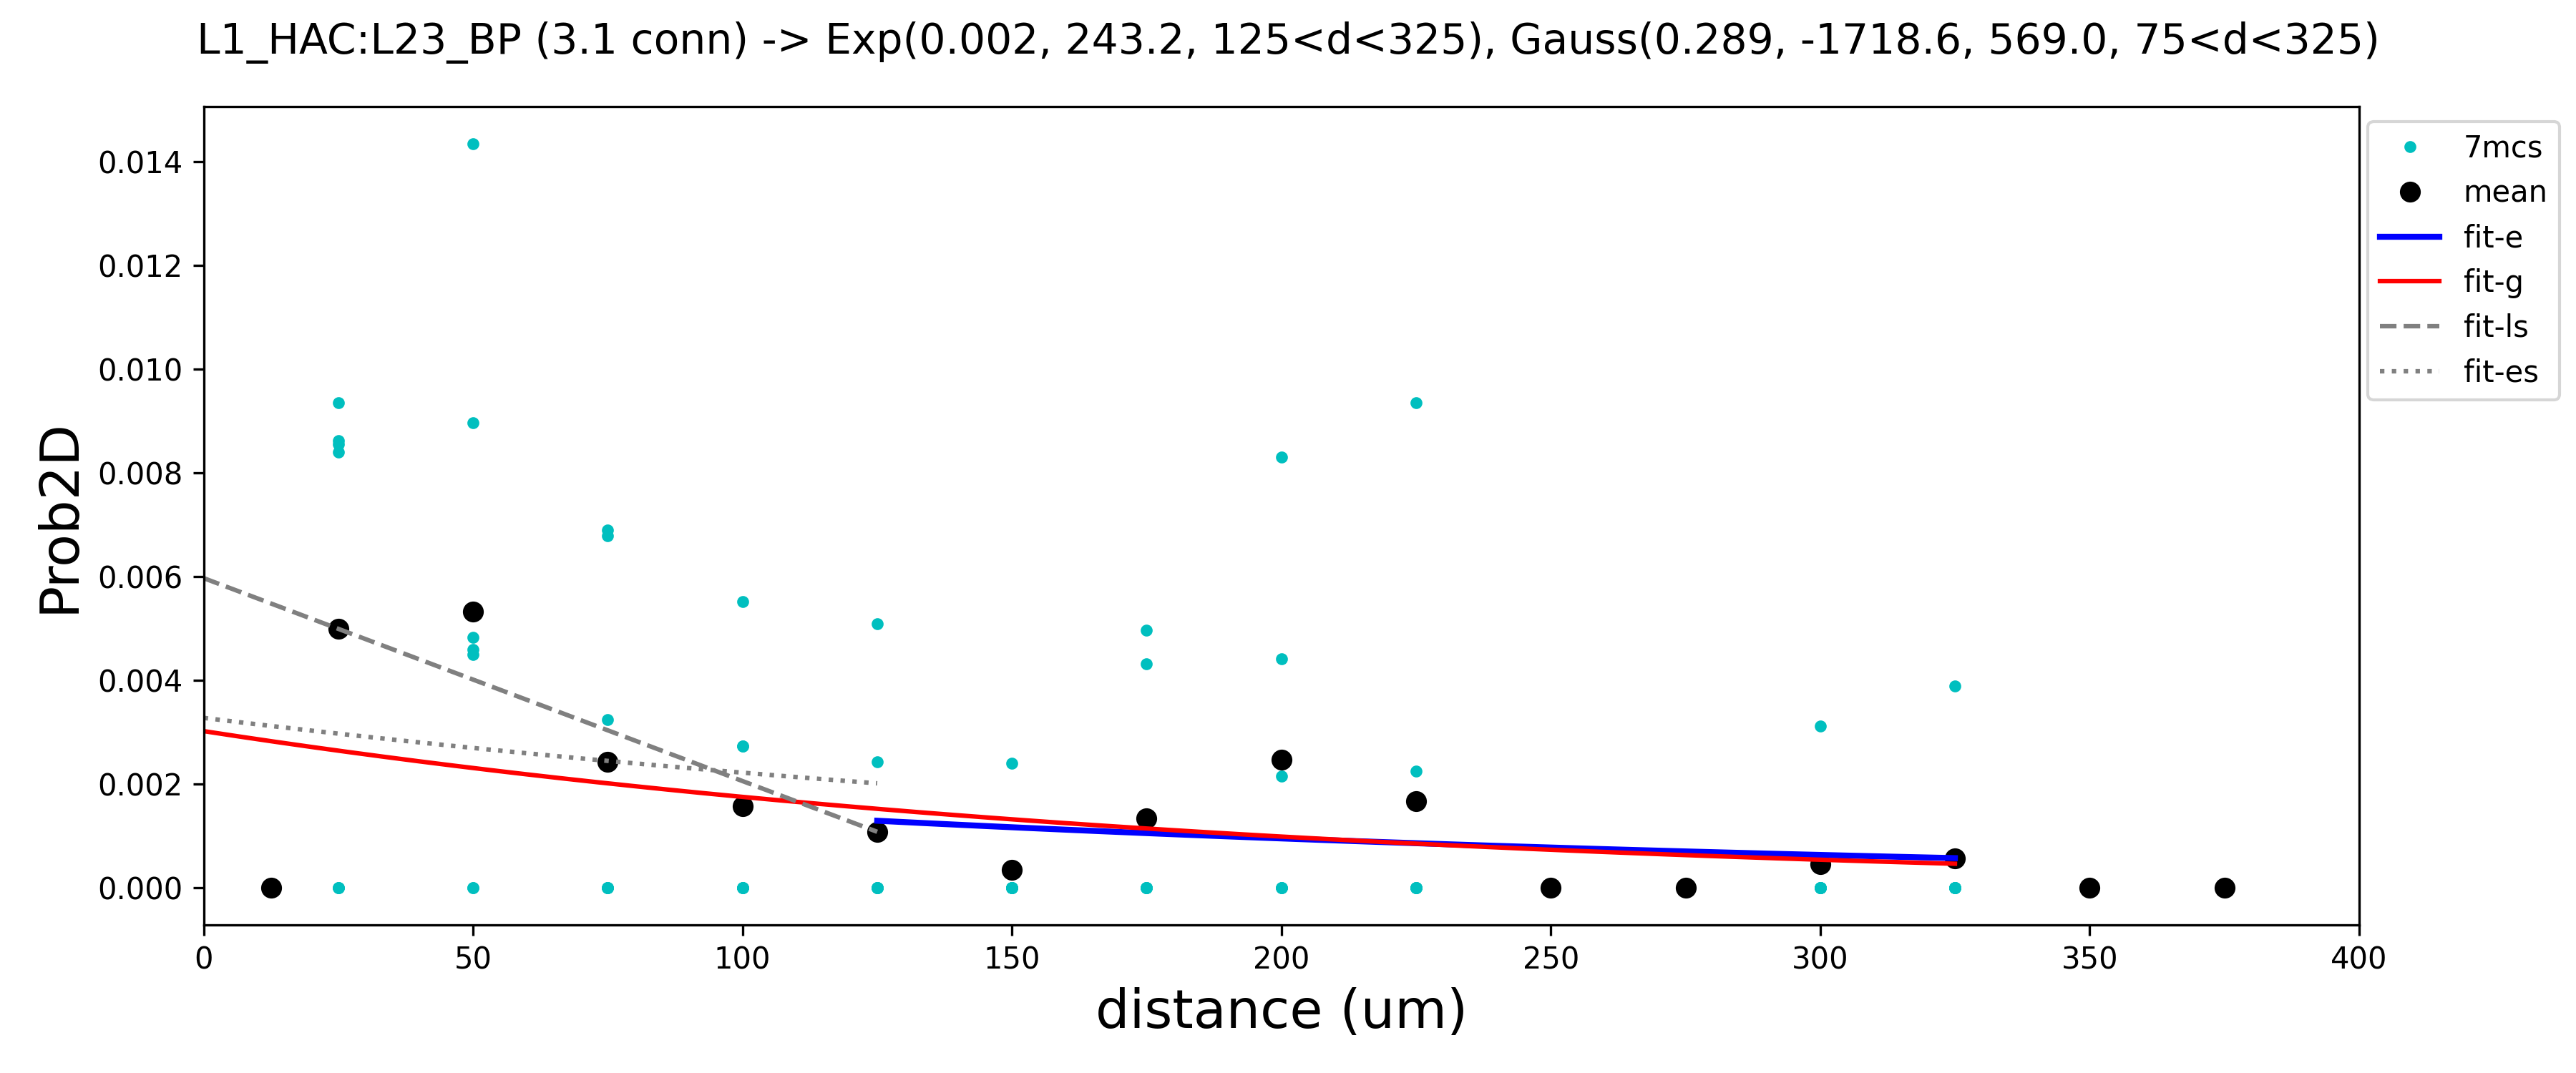 L1_HAC:L23_BP (3.1 conn) -> Exp(0.002, 243.2, 125<d<325), Gauss(0.289, -1718.6, 569.0, 75<d<325)
7mcs
mean
fit-e
fit-g
fit-ls
fit-es
Prob2D
0.014
0.012
0.010
0.008
0.006
0.004
0.002
0.000
0 50 100 150 200 250 300 350 400
distance (um)